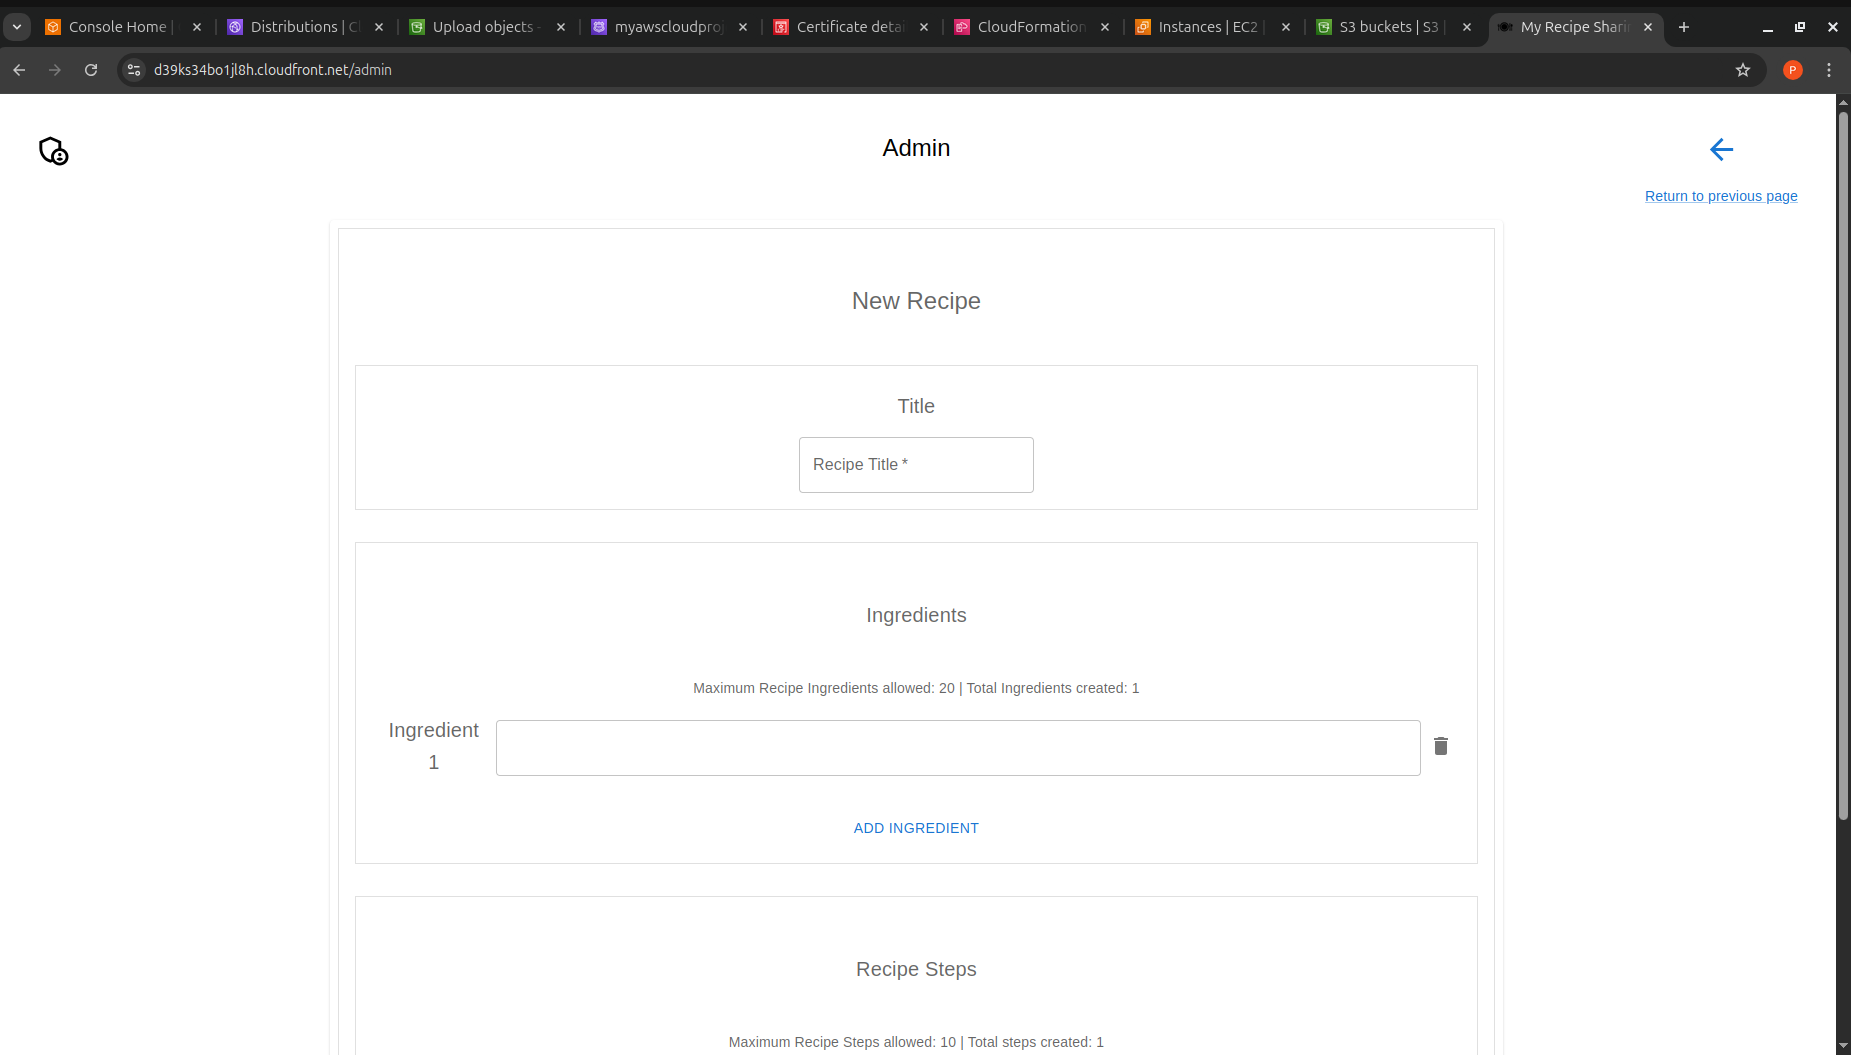 Console Home |
Distributions | Cl
Upload objects -
myawscloudproj
Certificate detai
CloudFormation
Instances | EC2 |
S3 buckets | S3 |
My Recipe Sharin
d39ks34bo1jl8h.cloudfront.net/admin
P
Admin
Return to previous page
New Recipe
Title
Recipe Title *
Ingredients
Maximum Recipe Ingredients allowed: 20 | Total Ingredients created: 1
Ingredient
1
ADD INGREDIENT
Recipe Steps
Maximum Recipe Steps allowed: 10 | Total steps created: 1